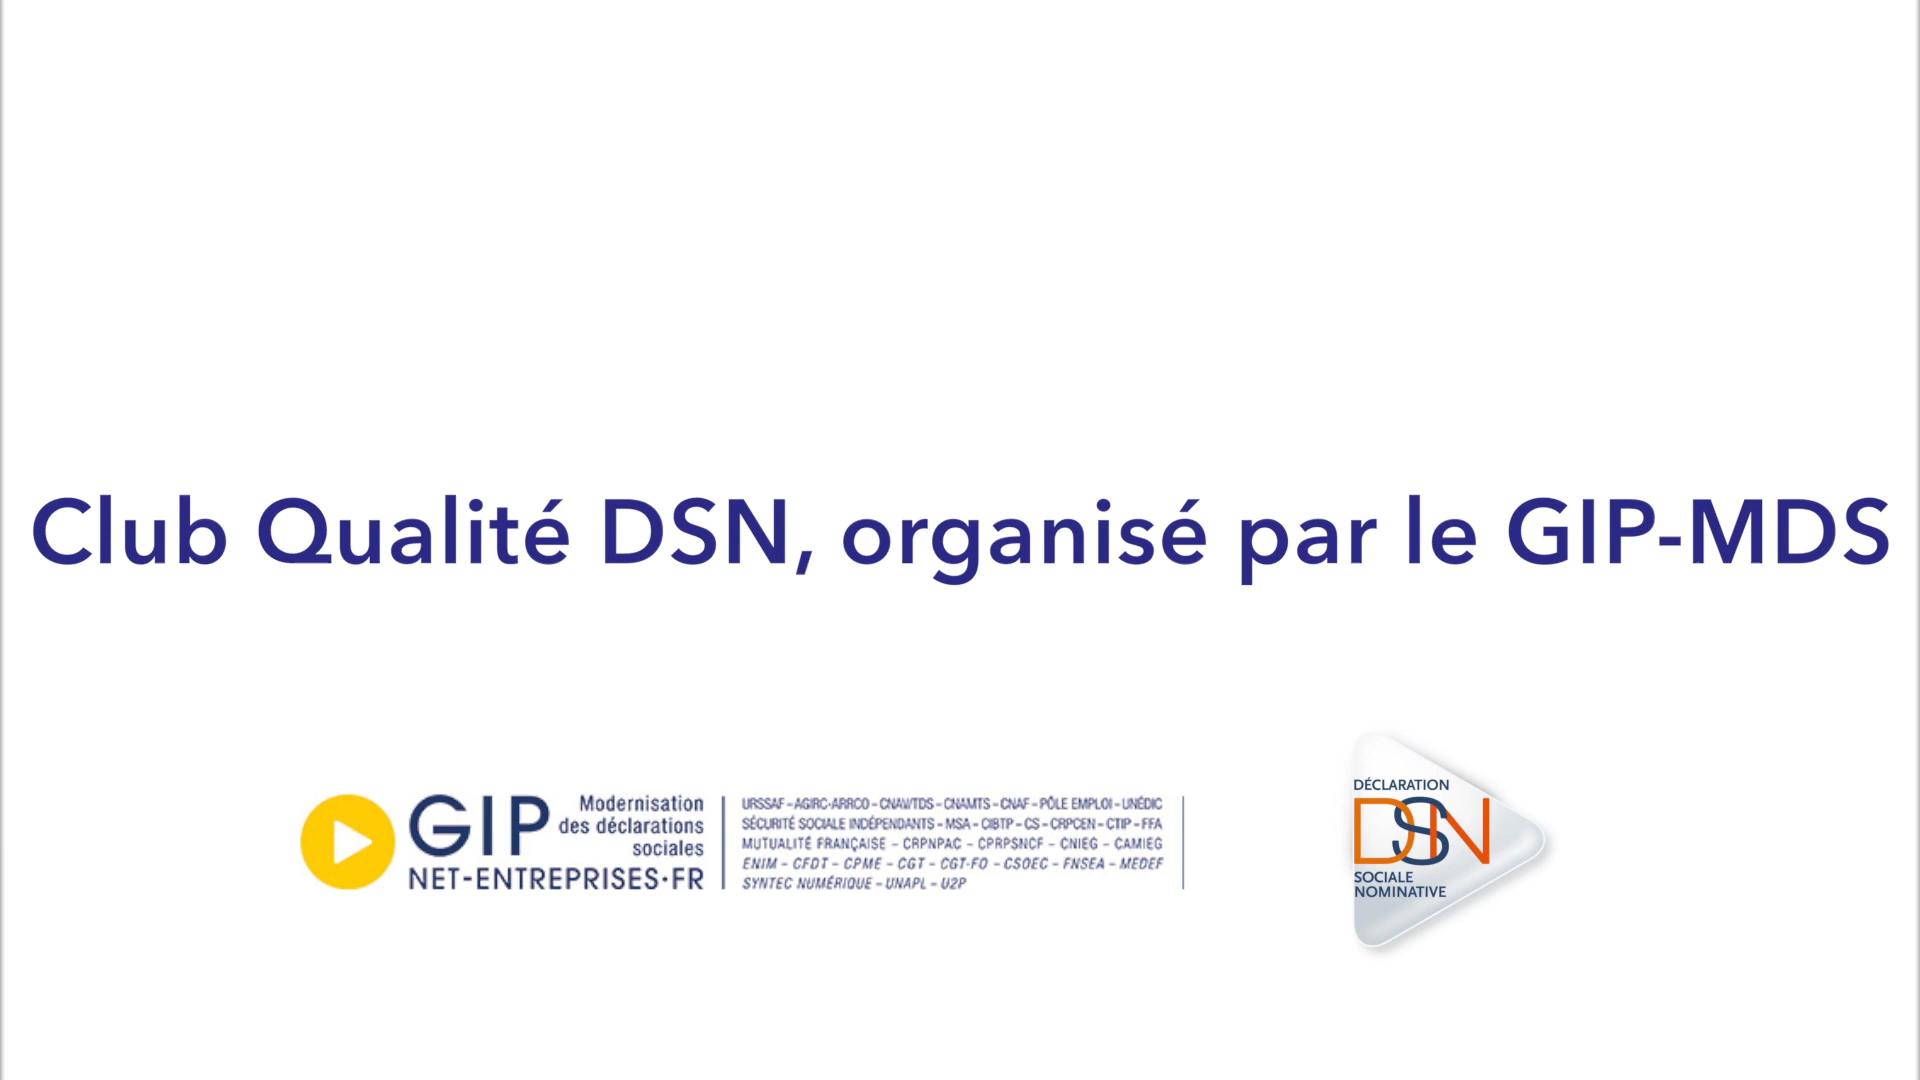 Club Qualité DSN, organisé par le GIP-MDS
GIP
Modernisation
des déclarations
sociales
NET-ENTREPRISES·FR
URSSAF – AGIRC-ARRCO – CNAV/TDS – CNAMTS – CNAF – PÔLE EMPLOI – UNÉDIC
SÉCURITÉ SOCIALE INDÉPENDANTS – MSA – CIBTP – CS – CRPCEN – CTIP – FFA
MUTUALITÉ FRANÇAISE – CRPNPAC – CPRPSNCF – CNIEG – CAMIEG
ENIM – CFDT – CPME – CGT – CGT-FO – CSOEC – FNSEA – MEDEF
SYNTEC NUMÉRIQUE – UNAPL – U2P
DÉCLARATION
DSN
SOCIALE
NOMINATIVE